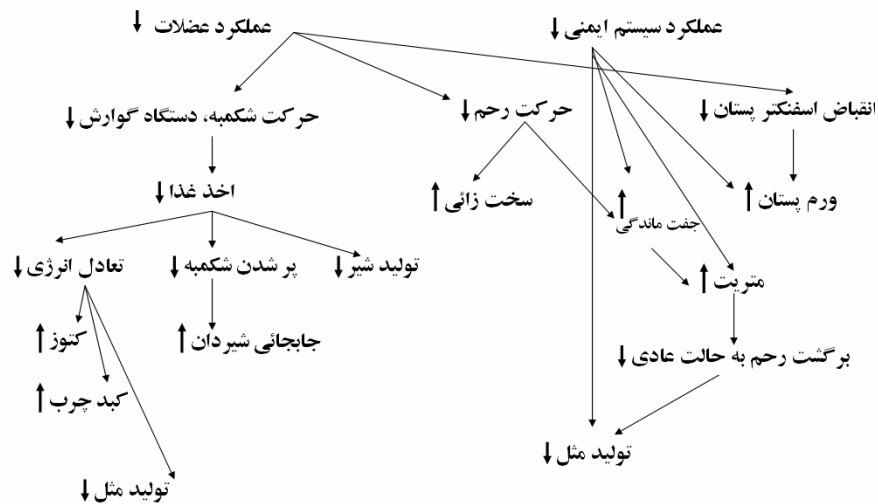 عملکرد سیستم ایمنی ↓
عملکرد عضلات ↓
انقباض اسفنکتر پستان ↓
حرکت رحم ↓
حرکت شکمبه، دستگاه گوارش ↓
ورم پستان ↑
جفت ماندگی ↑
سخت زائی ↑
اخذ غذا ↓
متریت ↑
تولید شیر ↓
پر شدن شکمبه ↓
تعادل انرژی ↓
برگشت رحم به حالت عادی ↓
جابجائی شیردان ↑
کتوز ↑
کبد چرب ↑
تولید مثل ↓
تولید مثل ↓